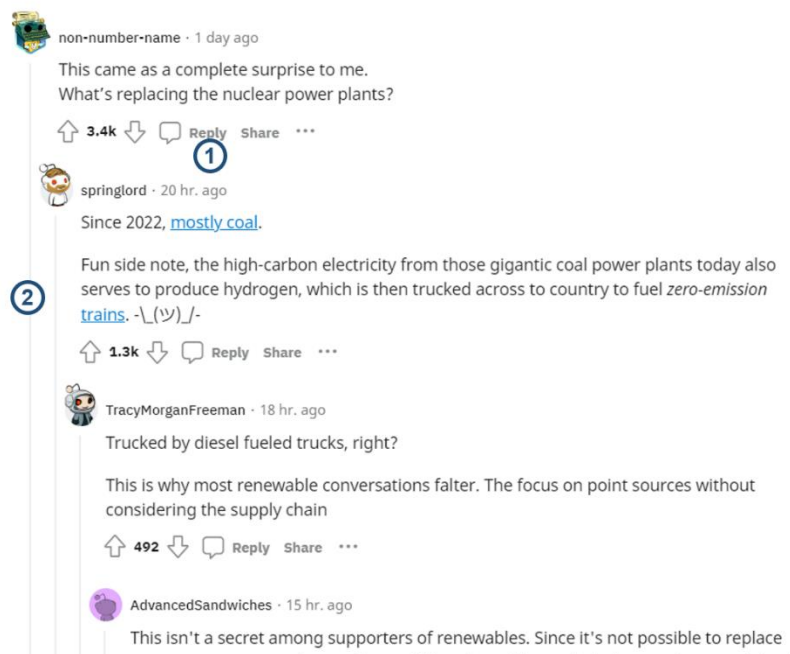 non-number-name · 1 day ago
This came as a complete surprise to me.
What's replacing the nuclear power plants?
3.4k Reply Share ···
1
springlord · 20 hr. ago
Since 2022, mostly coal.
Fun side note, the high-carbon electricity from those gigantic coal power plants today also
serves to produce hydrogen, which is then trucked across to country to fuel zero-emission
2
trains. -\_(ツ)_/-
1.3k Reply Share ···
TracyMorganFreeman · 18 hr. ago
Trucked by diesel fueled trucks, right?
This is why most renewable conversations falter. The focus on point sources without
considering the supply chain
492 Reply Share ···
AdvancedSandwiches · 15 hr. ago
This isn't a secret among supporters of renewables. Since it's not possible to replace